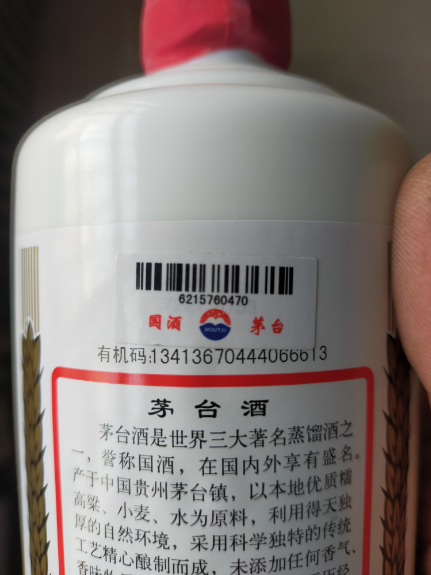 6215760470
国酒 MOUTAI 茅台
有机码:13413670444066613
茅台酒
茅台酒是世界三大著名蒸馏酒之
一，誉称国酒，在国内外享有盛名。
产于中国贵州茅台镇，以本地优质糯
高粱、小麦、水为原料，利用得天独
厚的自然环境，采用科学独特的传统
工艺精心酿制而成，未添加任何香气、